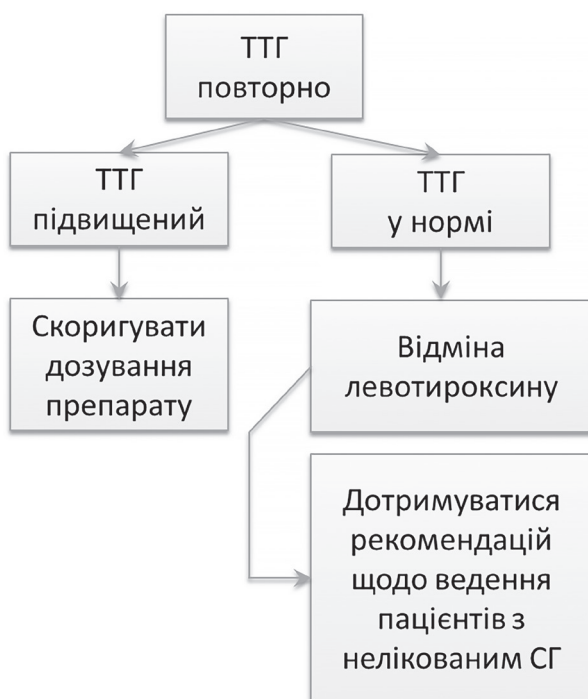 ТТГ
повторно
ТТГ
підвищений
ТТГ
у нормі
Скоригувати
дозування
препарату
Відміна
левотироксину
Дотримуватися
рекомендацій
щодо ведення
пацієнтів з
нелікованим СГ